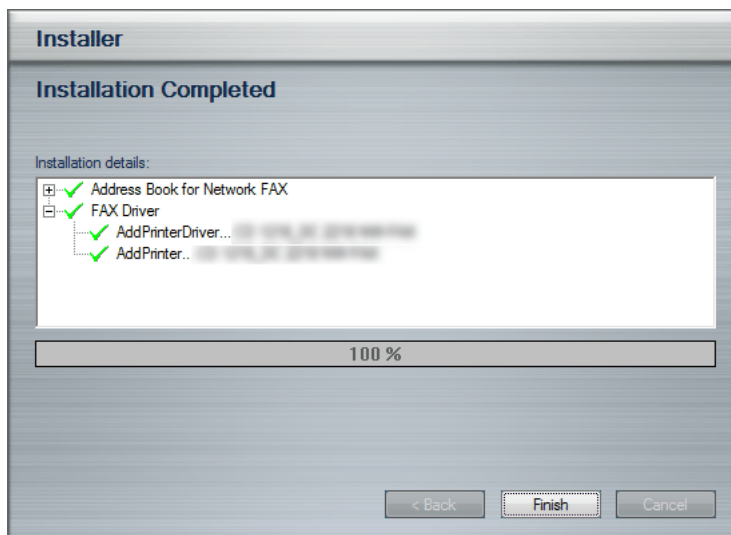 Installer
Installation Completed
Installation details:
Address Book for Network FAX
FAX Driver
AddPrinterDriver...
AddPrinter..
100 %
< Back
Finish
Cancel